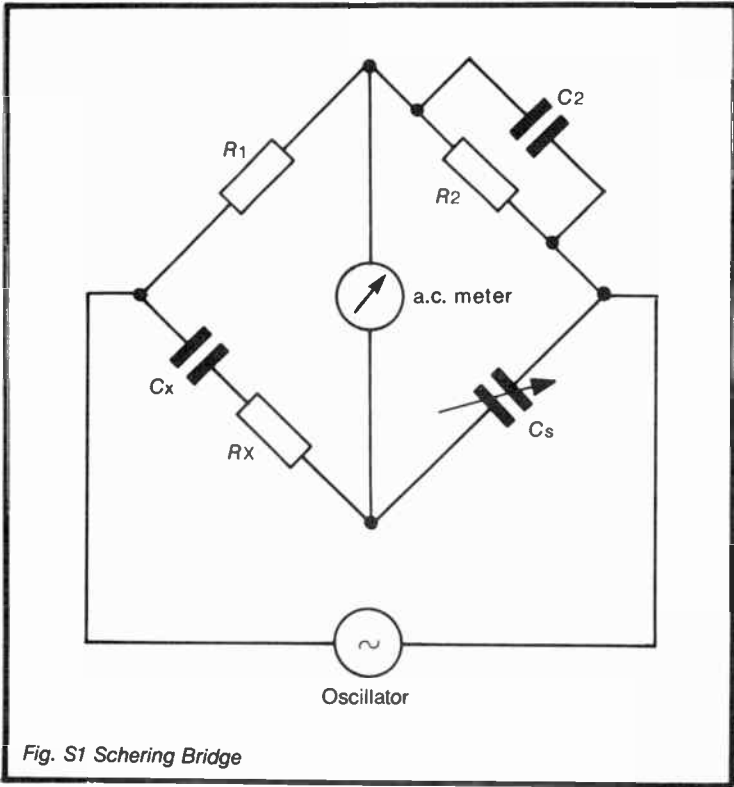 C2
R1
R2
a.c. meter
Cx
Cs
RX
~
Oscillator
Fig. S1 Schering Bridge